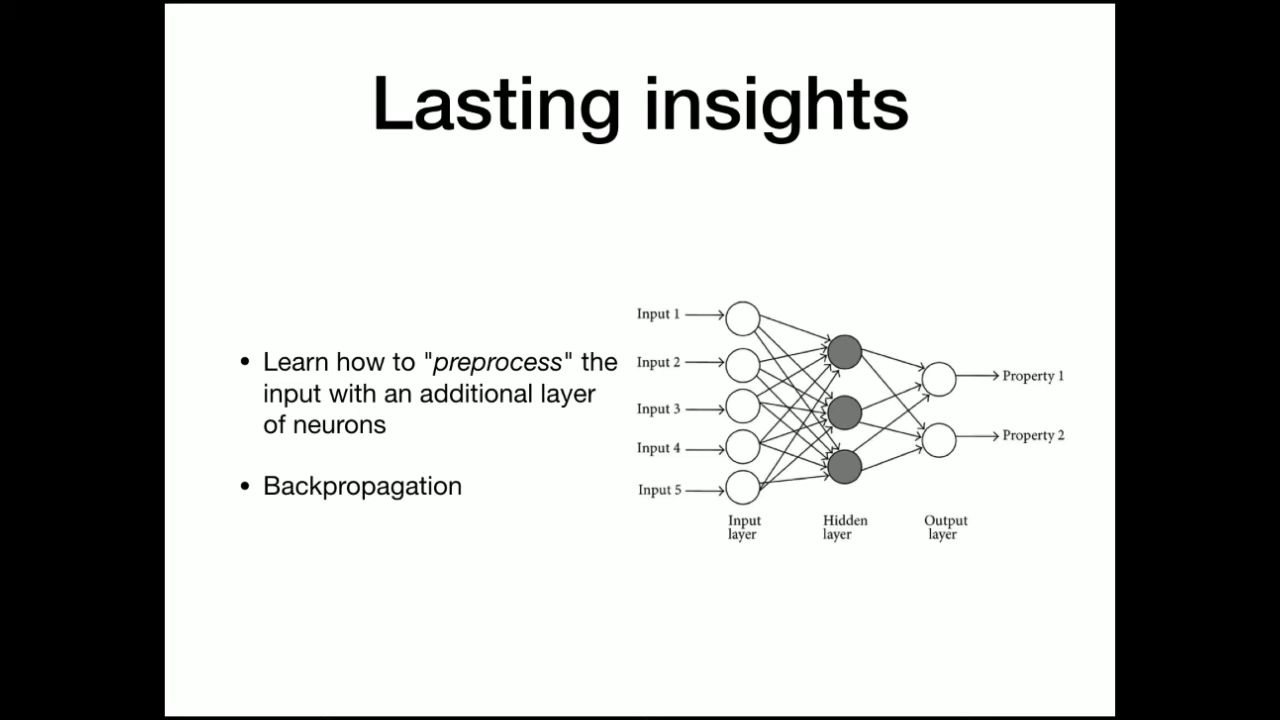 Lasting insights
• Learn how to "preprocess" the
input with an additional layer
of neurons
• Backpropagation
Input 1
Input 2
Input 3
Input 4
Input 5
Property 1
Property 2
Input
layer
Hidden
layer
Output
layer